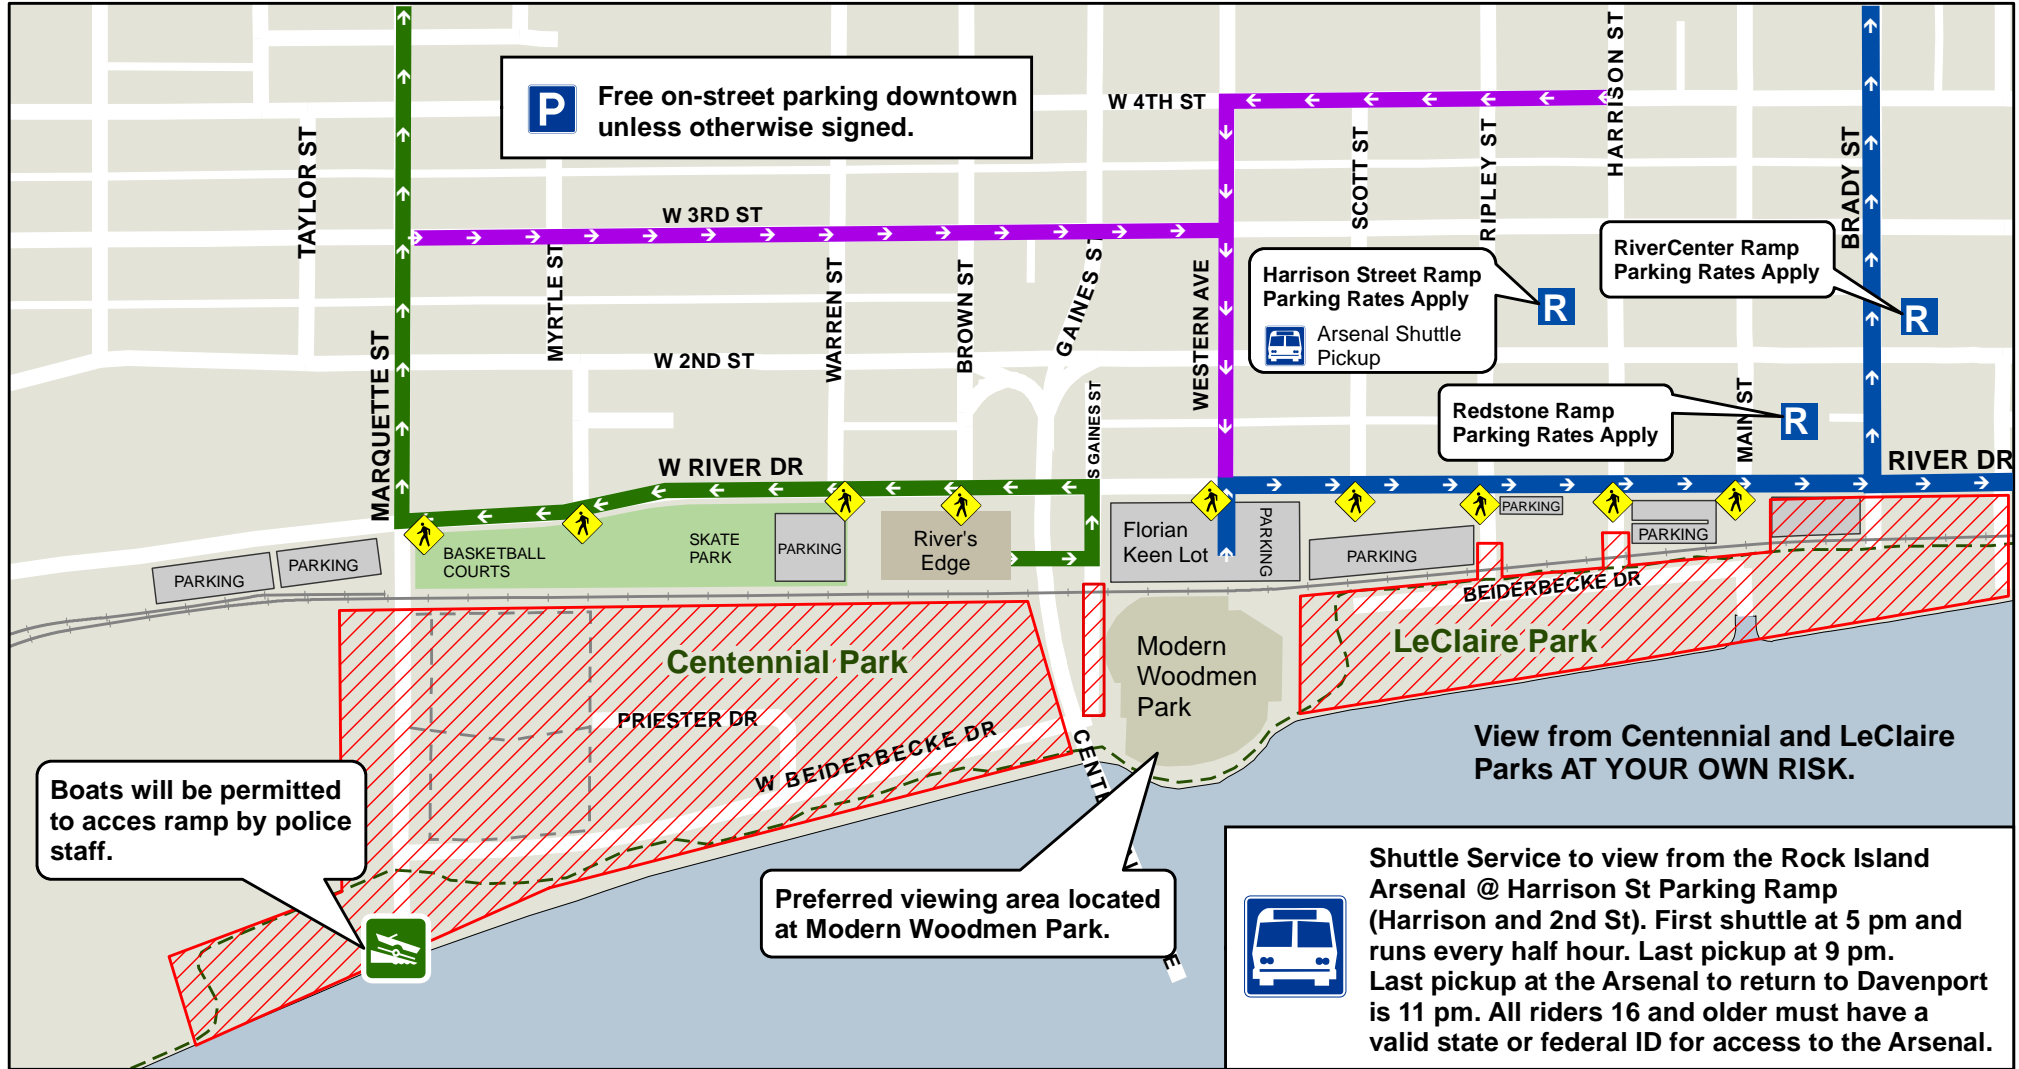 P
Free on-street parking downtown
unless otherwise signed.
W 4TH ST
HARRISON ST
TAYLOR ST
SCOTT ST
RIPLEY ST
BRADY ST
W 3RD ST
MYRTLE ST
WARREN ST
BROWN ST
GAINES ST
WESTERN AVE
Harrison Street Ramp
Parking Rates Apply
Arsenal Shuttle
Pickup
R
RiverCenter Ramp
Parking Rates Apply
R
MARQUETTE ST
W 2ND ST
S GAINES ST
Redstone Ramp
Parking Rates Apply
R
MAIN ST
W RIVER DR
RIVER DR
BASKETBALL
COURTS
SKATE
PARK
PARKING
River's
Edge
Florian
Keen Lot
PARKING
PARKING
PARKING
PARKING
PARKING
PARKING
BEIDERBECKE DR
Centennial Park
Modern
Woodmen
Park
LeClaire Park
PRIESTER DR
W BEIDERBECKE DR
View from Centennial and LeClaire
Parks AT YOUR OWN RISK.
Boats will be permitted
to acces ramp by police
staff.
Preferred viewing area located
at Modern Woodmen Park.
Shuttle Service to view from the Rock Island
Arsenal @ Harrison St Parking Ramp
(Harrison and 2nd St). First shuttle at 5 pm and
runs every half hour. Last pickup at 9 pm.
Last pickup at the Arsenal to return to Davenport
is 11 pm. All riders 16 and older must have a
valid state or federal ID for access to the Arsenal.